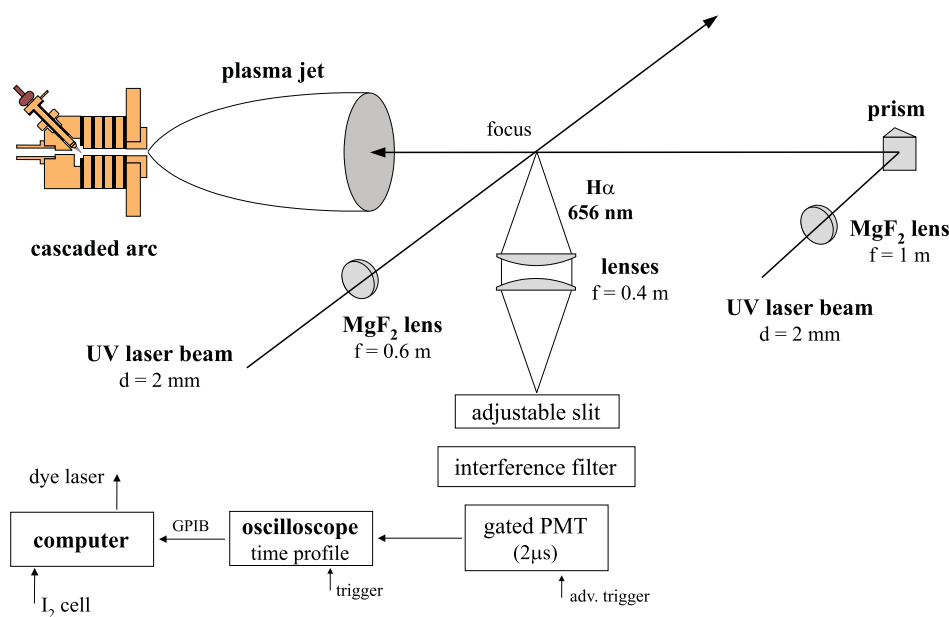 plasma jet
prism
focus
Hα
656 nm
cascaded arc
MgF₂ lens
f = 1 m
lenses
f = 0.4 m
UV laser beam
d = 2 mm
MgF₂ lens
f = 0.6 m
UV laser beam
d = 2 mm
adjustable slit
interference filter
dye laser
computer
GPIB
oscilloscope
time profile
gated PMT
(2μs)
trigger
adv. trigger
I₂ cell